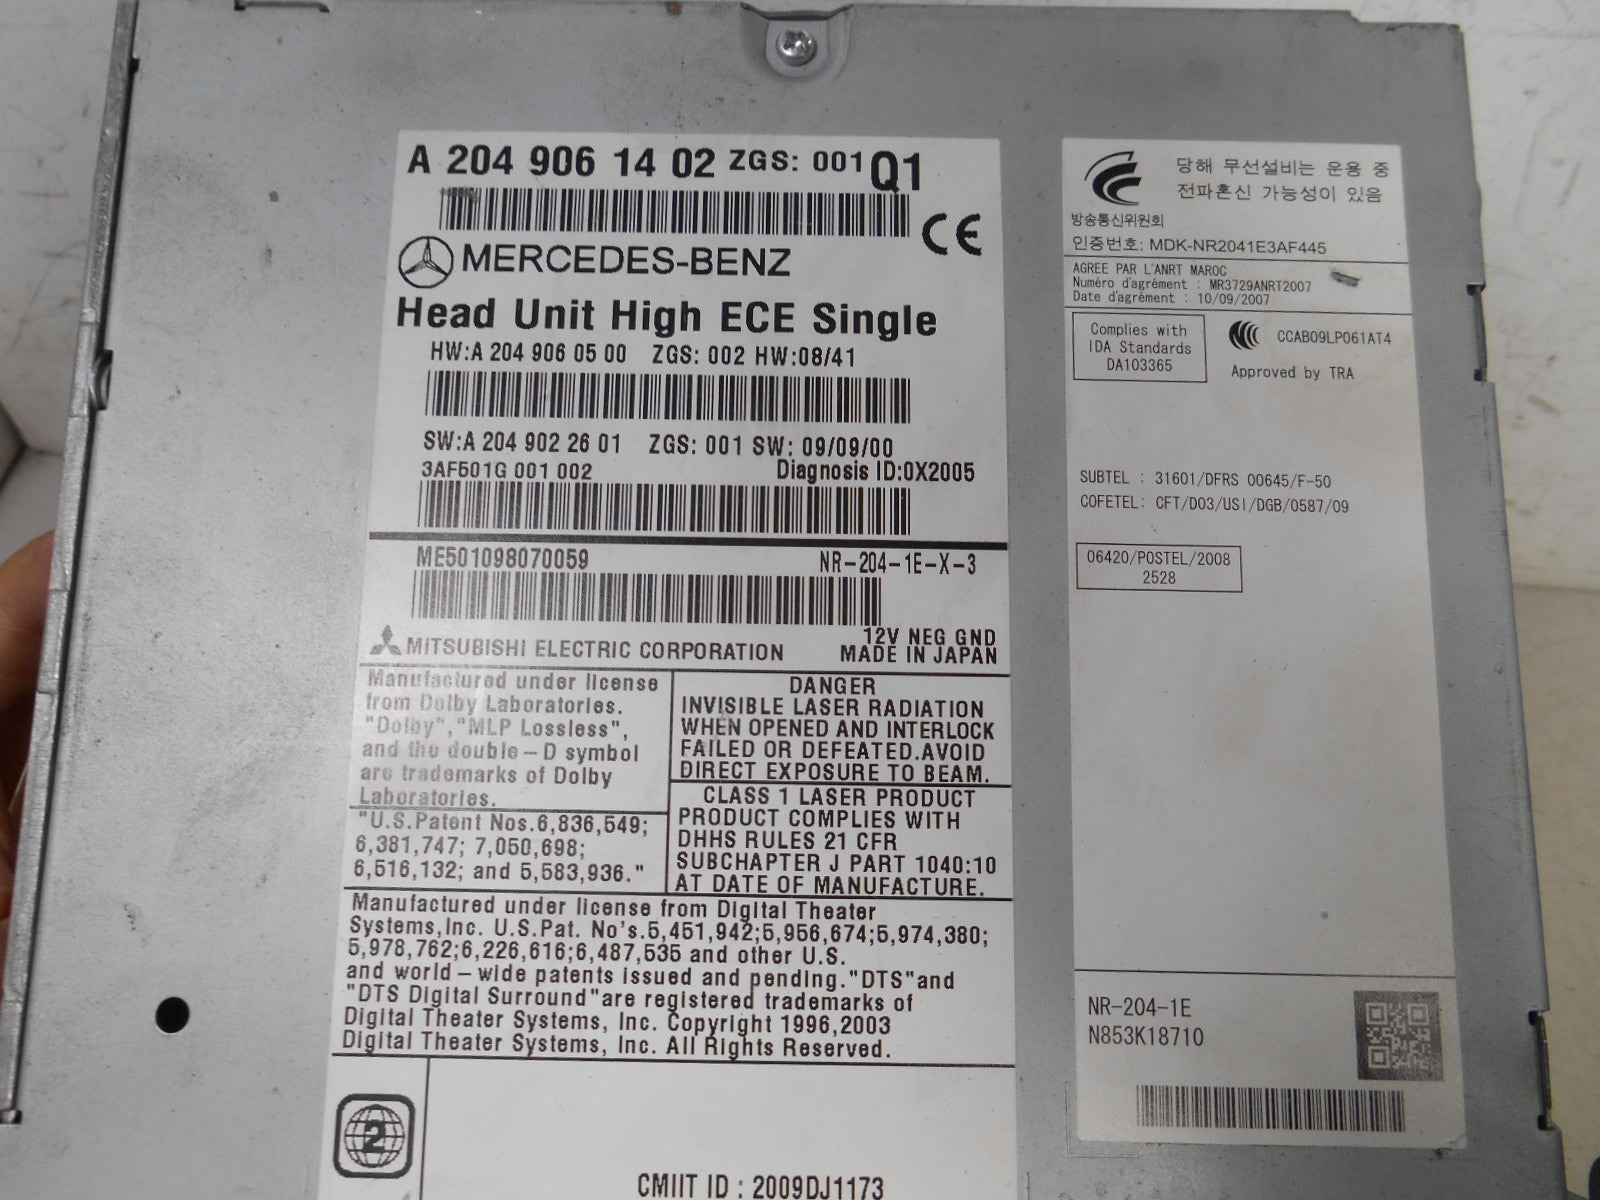 A 204 906 14 02 ZGS: 001 Q1
CE
MERCEDES-BENZ
Head Unit High ECE Single
HW:A 204 906 05 00 ZGS: 002 HW:08/41
SW:A 204 902 26 01 ZGS: 001 SW: 09/09/00
3AF501G 001 002 Diagnosis ID:0X2005
ME501098070059 NR-204-1E-X-3
MITSUBISHI ELECTRIC CORPORATION
12V NEG GND
MADE IN JAPAN
Manufactured under license
from Dolby Laboratories.
"Dolby","MLP Lossless",
and the double-D symbol
are trademarks of Dolby
Laboratories.
"U.S.Patent Nos.6,836,549;
6,381,747; 7,050,698;
6,516,132; and 5,583,936."
DANGER
INVISIBLE LASER RADIATION
WHEN OPENED AND INTERLOCK
FAILED OR DEFEATED.AVOID
DIRECT EXPOSURE TO BEAM.
CLASS 1 LASER PRODUCT
PRODUCT COMPLIES WITH
DHHS RULES 21 CFR
SUBCHAPTER J PART 1040:10
AT DATE OF MANUFACTURE.
Manufactured under license from Digital Theater
Systems,Inc. U.S.Pat. No's.5,451,942;5,956,674;5,974,380;
5,978,762;6,226,616;6,487,535 and other U.S.
and world-wide patents issued and pending."DTS"and
"DTS Digital Surround"are registered trademarks of
Digital Theater Systems, Inc. Copyright 1996,2003
Digital Theater Systems, Inc. All Rights Reserved.
2
CMIIT ID : 2009DJ1173
당해 무선설비는 운용 중
전파혼신 가능성이 있음
방송통신위원회
인증번호: MDK-NR2041E3AF445
AGREE PAR L'ANRT MAROC
Numéro d'agrément : MR3729ANRT2007
Date d'agrément : 10/09/2007
Complies with
IDA Standards
DA103365
CCAB09LP061AT4
Approved by TRA
SUBTEL : 31601/DFRS 00645/F-50
COFETEL: CFT/D03/USI/DGB/0587/09
06420/POSTEL/2008
2528
NR-204-1E
N853K18710